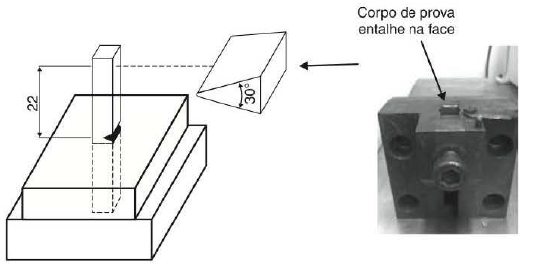 Corpo de prova
entalhe na face
22
30°